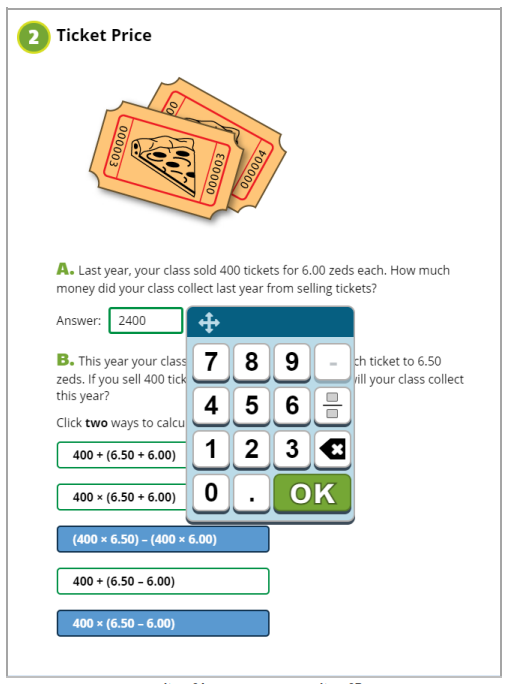 2 Ticket Price
00
000003
000003
000004
A. Last year, your class sold 400 tickets for 6.00 zeds each. How much
money did your class collect last year from selling tickets?
Answer: 2400
B. This year your class ch ticket to 6.50
zeds. If you sell 400 tick will your class collect
this year?
Click two ways to calcu
7 8 9 -
4 5 6
1 2 3
0 . OK
400 + (6.50 + 6.00)
400 × (6.50 + 6.00)
(400 × 6.50) – (400 × 6.00)
400 + (6.50 – 6.00)
400 × (6.50 – 6.00)